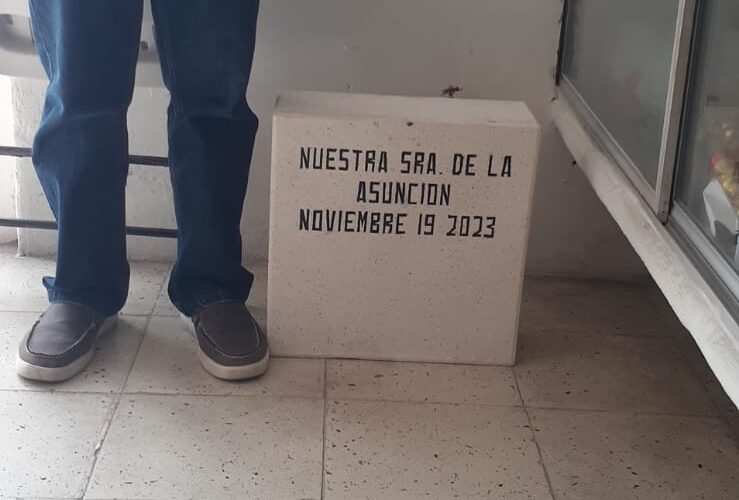 NUESTRA SRA. DE LA
ASUNCION
NOVIEMBRE 19 2023